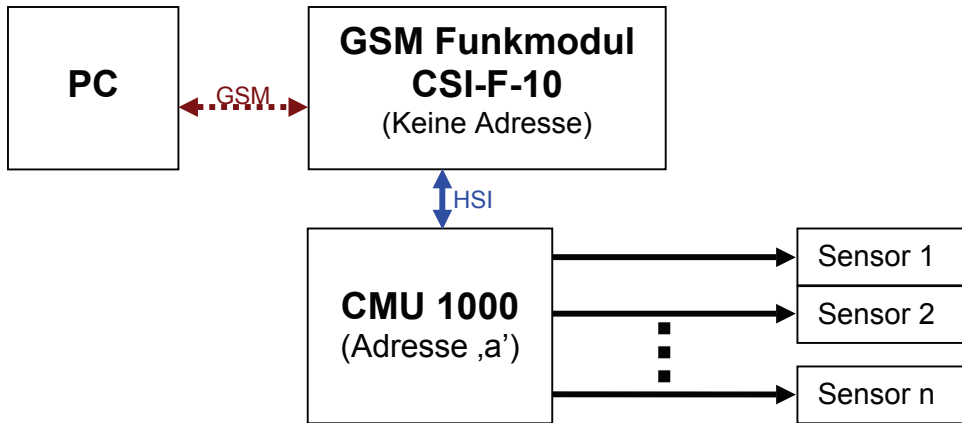 PC
GSM
GSM Funkmodul
CSI-F-10
(Keine Adresse)
HSI
CMU 1000
(Adresse ‚a’)
Sensor 1
Sensor 2
Sensor n